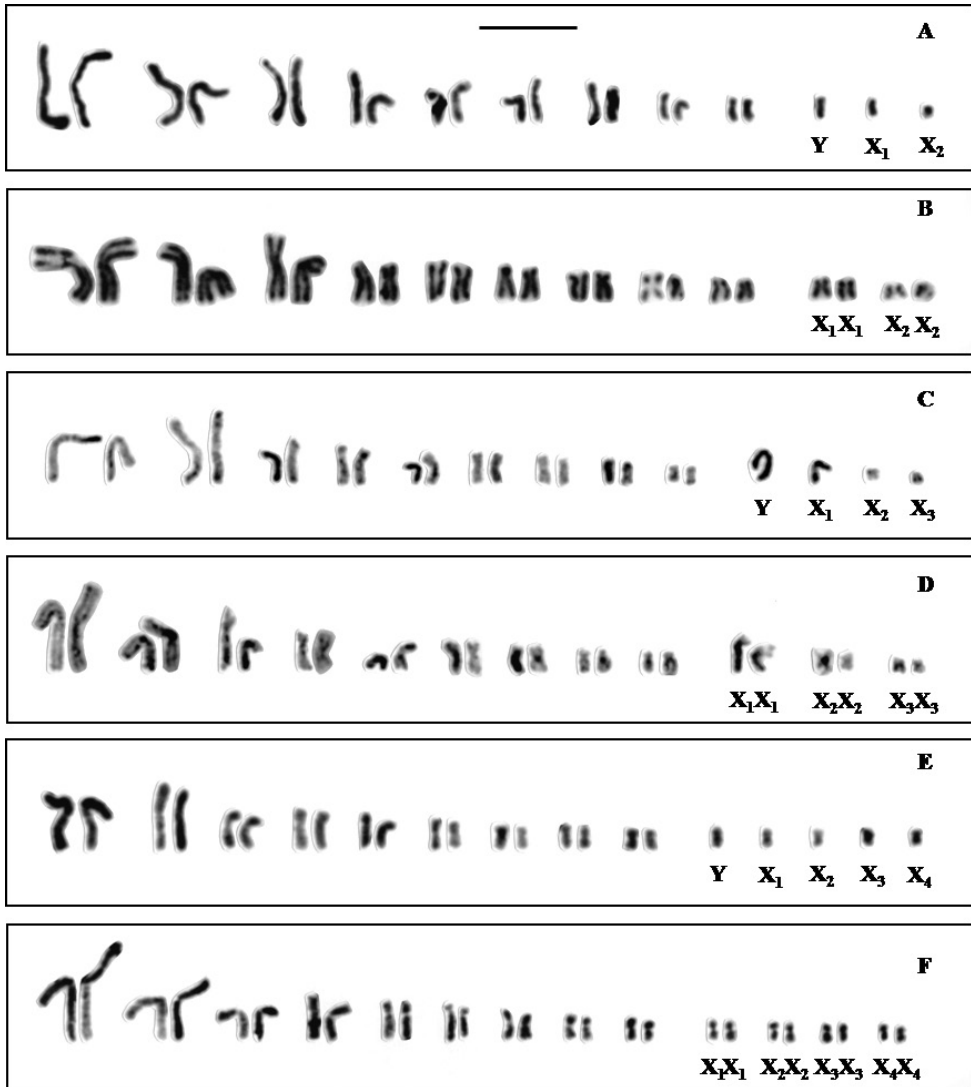 A
Y X₁ X₂
B
X₁X₁ X₂X₂
C
Y X₁ X₂ X₃
D
X₁X₁ X₂X₂ X₃X₃
E
Y X₁ X₂ X₃ X₄
F
X₁X₁ X₂X₂ X₃X₃ X₄X₄